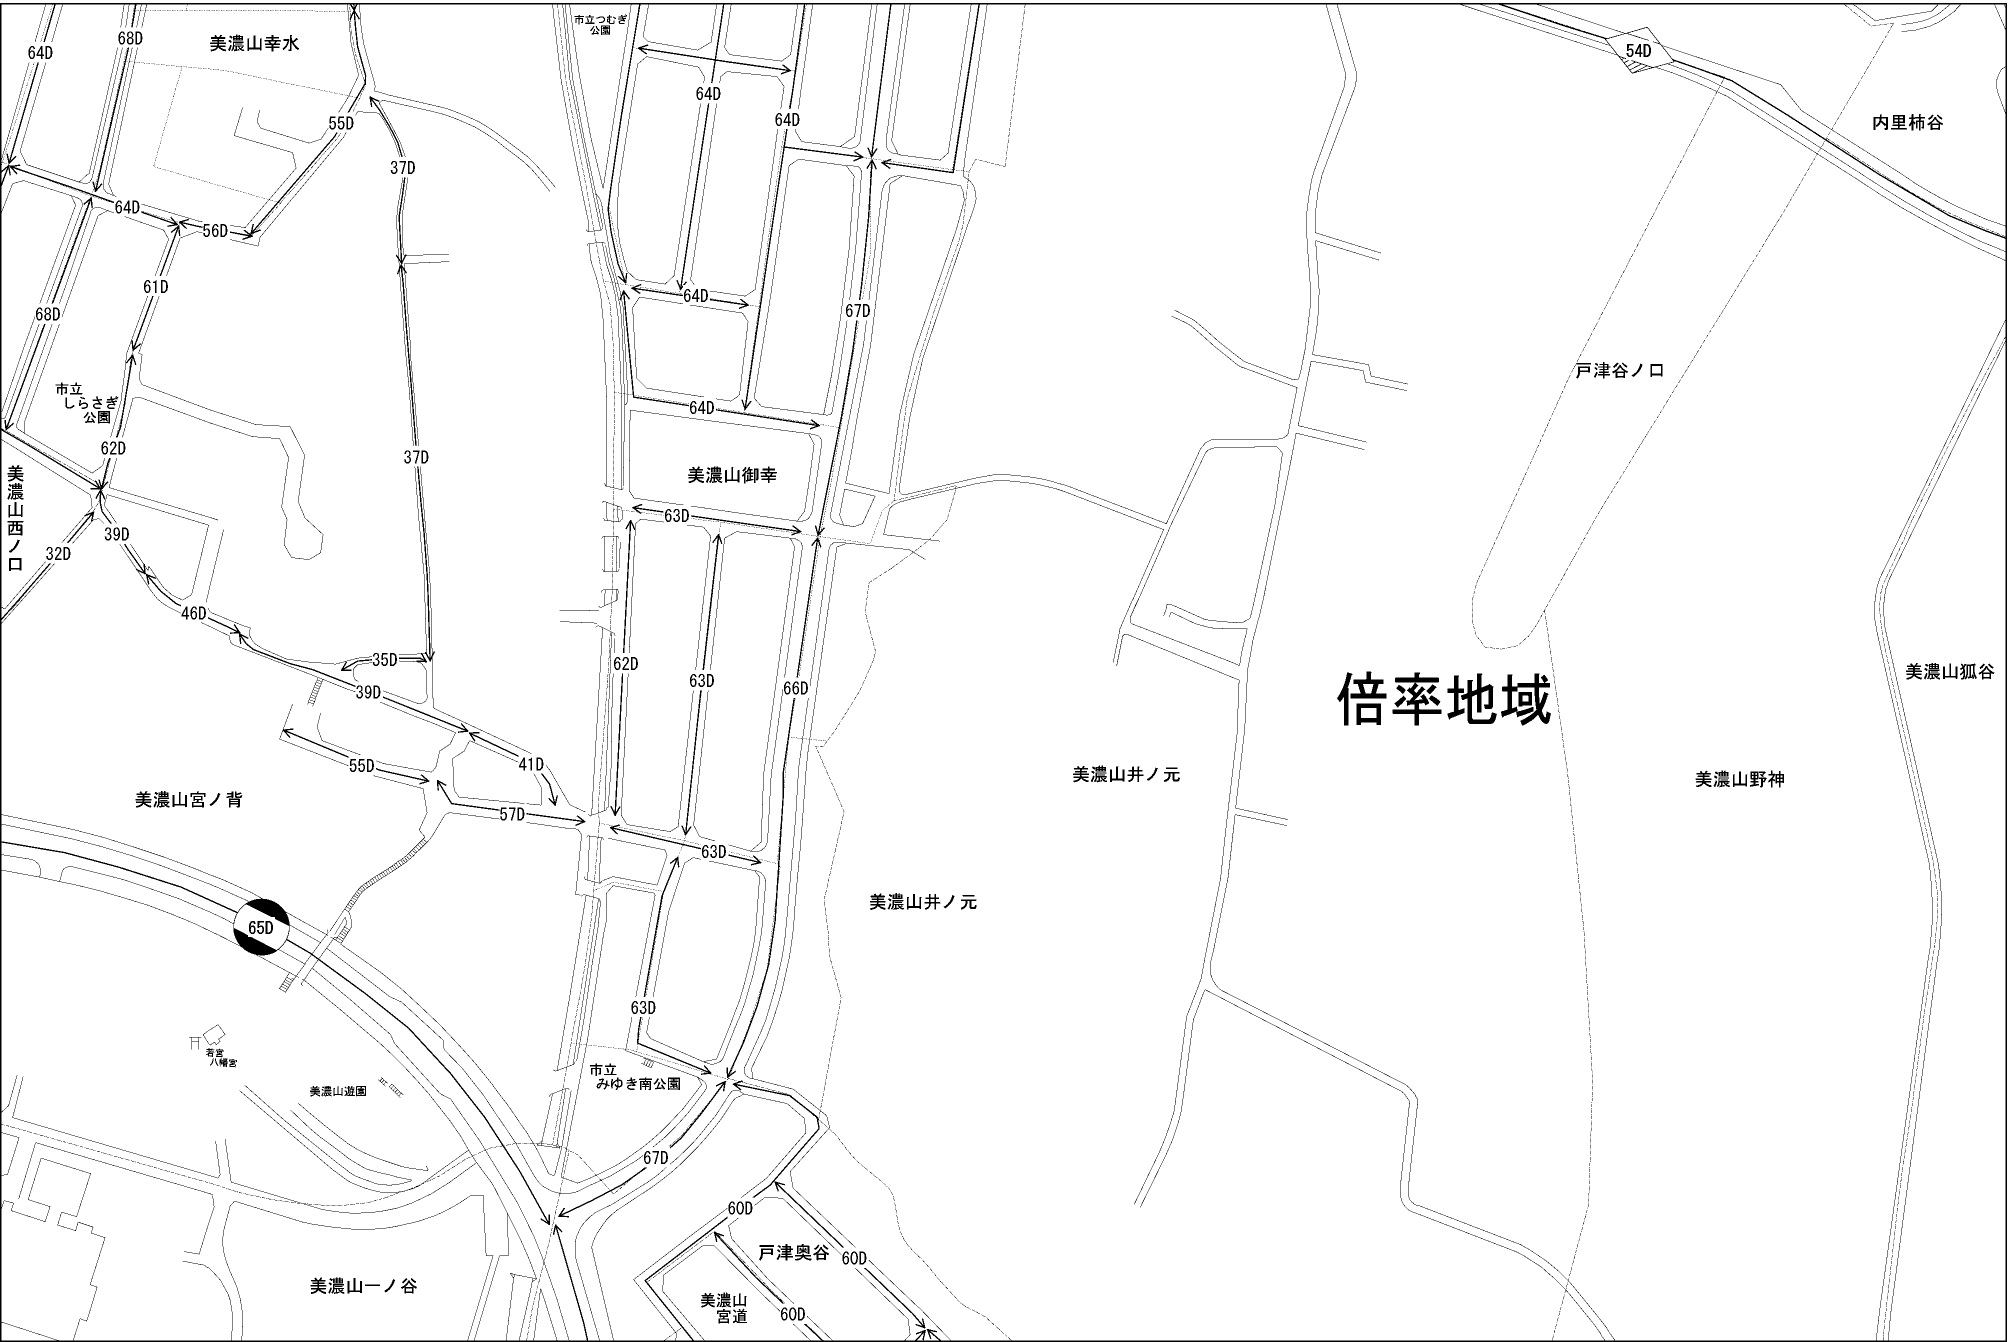 市立つむぎ
公園
64D
68D
美濃山幸水
54D
64D
64D
55D
内里柿谷
37D
64D
56D
61D
64D
67D
68D
戸津谷ノ口
市立
しらさぎ
公園
64D
62D
37D
美濃山御幸
美濃山西ノ口
63D
39D
32D
46D
35D
62D
39D
63D
66D
美濃山狐谷
倍率地域
41D
55D
美濃山井ノ元
美濃山野神
美濃山宮ノ背
57D
63D
美濃山井ノ元
65D
63D
若宮
八幡宮
市立
みゆき南公園
美濃山遊園
67D
60D
戸津奥谷
60D
美濃山一ノ谷
美濃山
宮道
60D